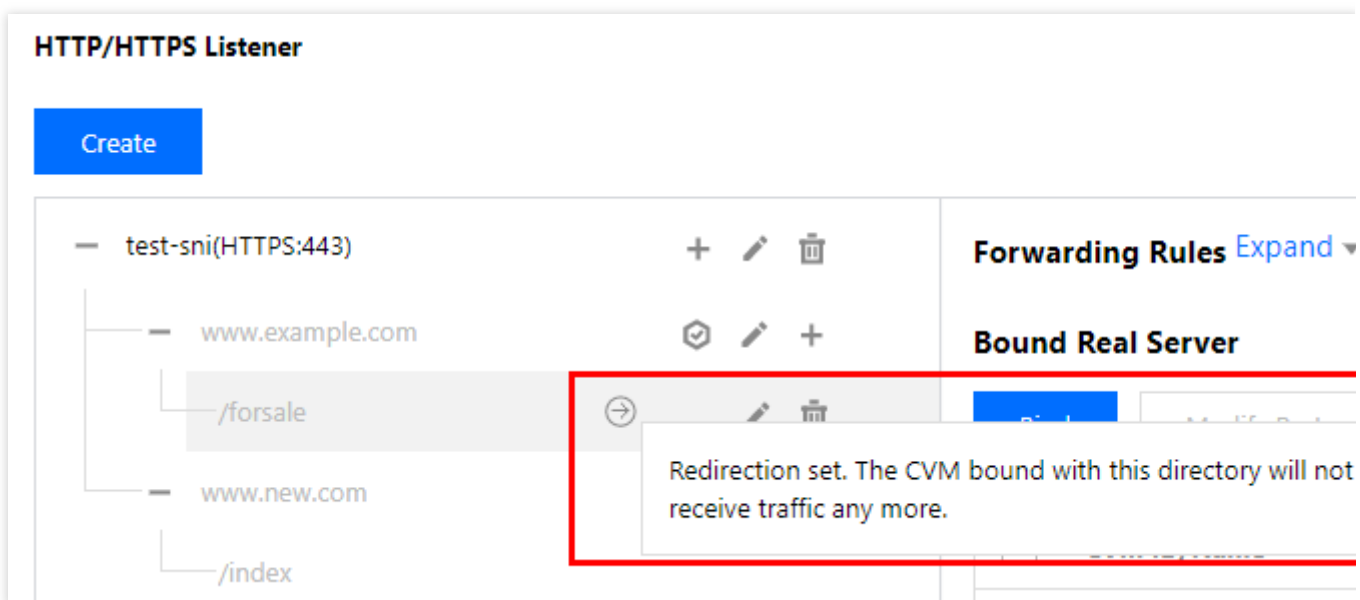 HTTP/HTTPS Listener
Create
test-sni(HTTPS:443)
Forwarding Rules Expand
www.example.com
Bound Real Server
/forsale
Redirection set. The CVM bound with this directory will not
receive traffic any more.
www.new.com
/index